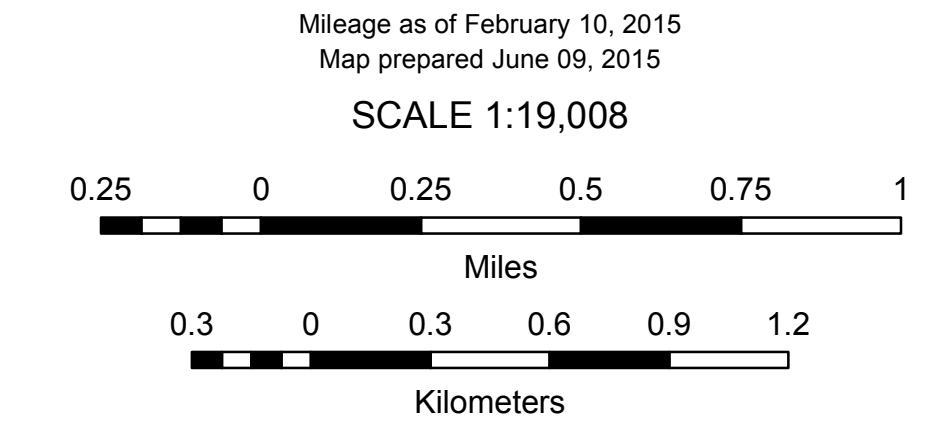 Mileage as of February 10, 2015
Map prepared June 09, 2015
SCALE 1:19,008
0.25 0 0.25 0.5 0.75 1
Miles
0.3 0 0.3 0.6 0.9 1.2
Kilometers